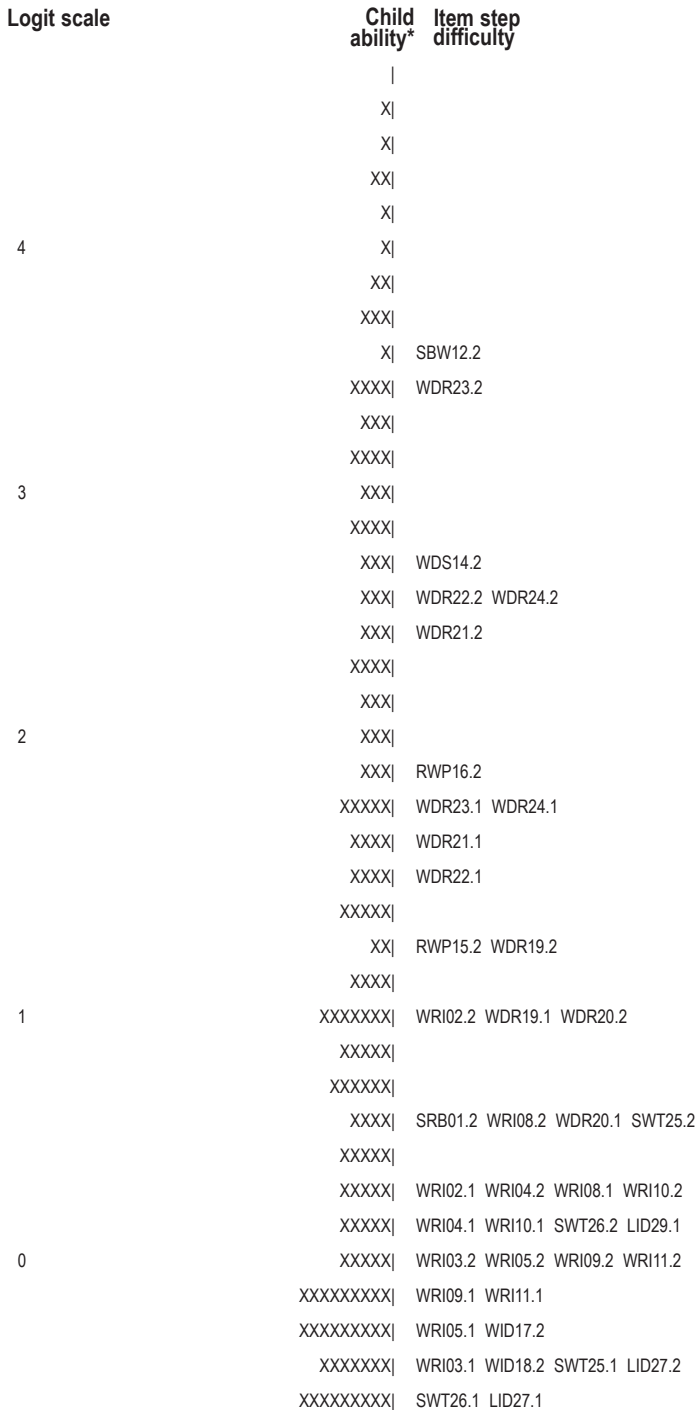 Logit scale Child ability* Item step difficulty
|
X|
X|
XX|
X|
4 X|
XX|
XXX|
X| SBW12.2
XXXX| WDR23.2
XXX|
XXXX|
3 XXX|
XXXX|
XXX| WDS14.2
XXX| WDR22.2 WDR24.2
XXX| WDR21.2
XXXX|
XXX|
2 XXX|
XXX| RWP16.2
XXXXX| WDR23.1 WDR24.1
XXXX| WDR21.1
XXXX| WDR22.1
XXXXX|
XX| RWP15.2 WDR19.2
XXXX|
1 XXXXXXX| WRI02.2 WDR19.1 WDR20.2
XXXXX|
XXXXXX|
XXXX| SRB01.2 WRI08.2 WDR20.1 SWT25.2
XXXXX|
XXXXX| WRI02.1 WRI04.2 WRI08.1 WRI10.2
XXXXX| WRI04.1 WRI10.1 SWT26.2 LID29.1
0 XXXXX| WRI03.2 WRI05.2 WRI09.2 WRI11.2
XXXXXXXXX| WRI09.1 WRI11.1
XXXXXXXXX| WRI05.1 WID17.2
XXXXXXX| WRI03.1 WID18.2 SWT25.1 LID27.2
XXXXXXXXX| SWT26.1 LID27.1